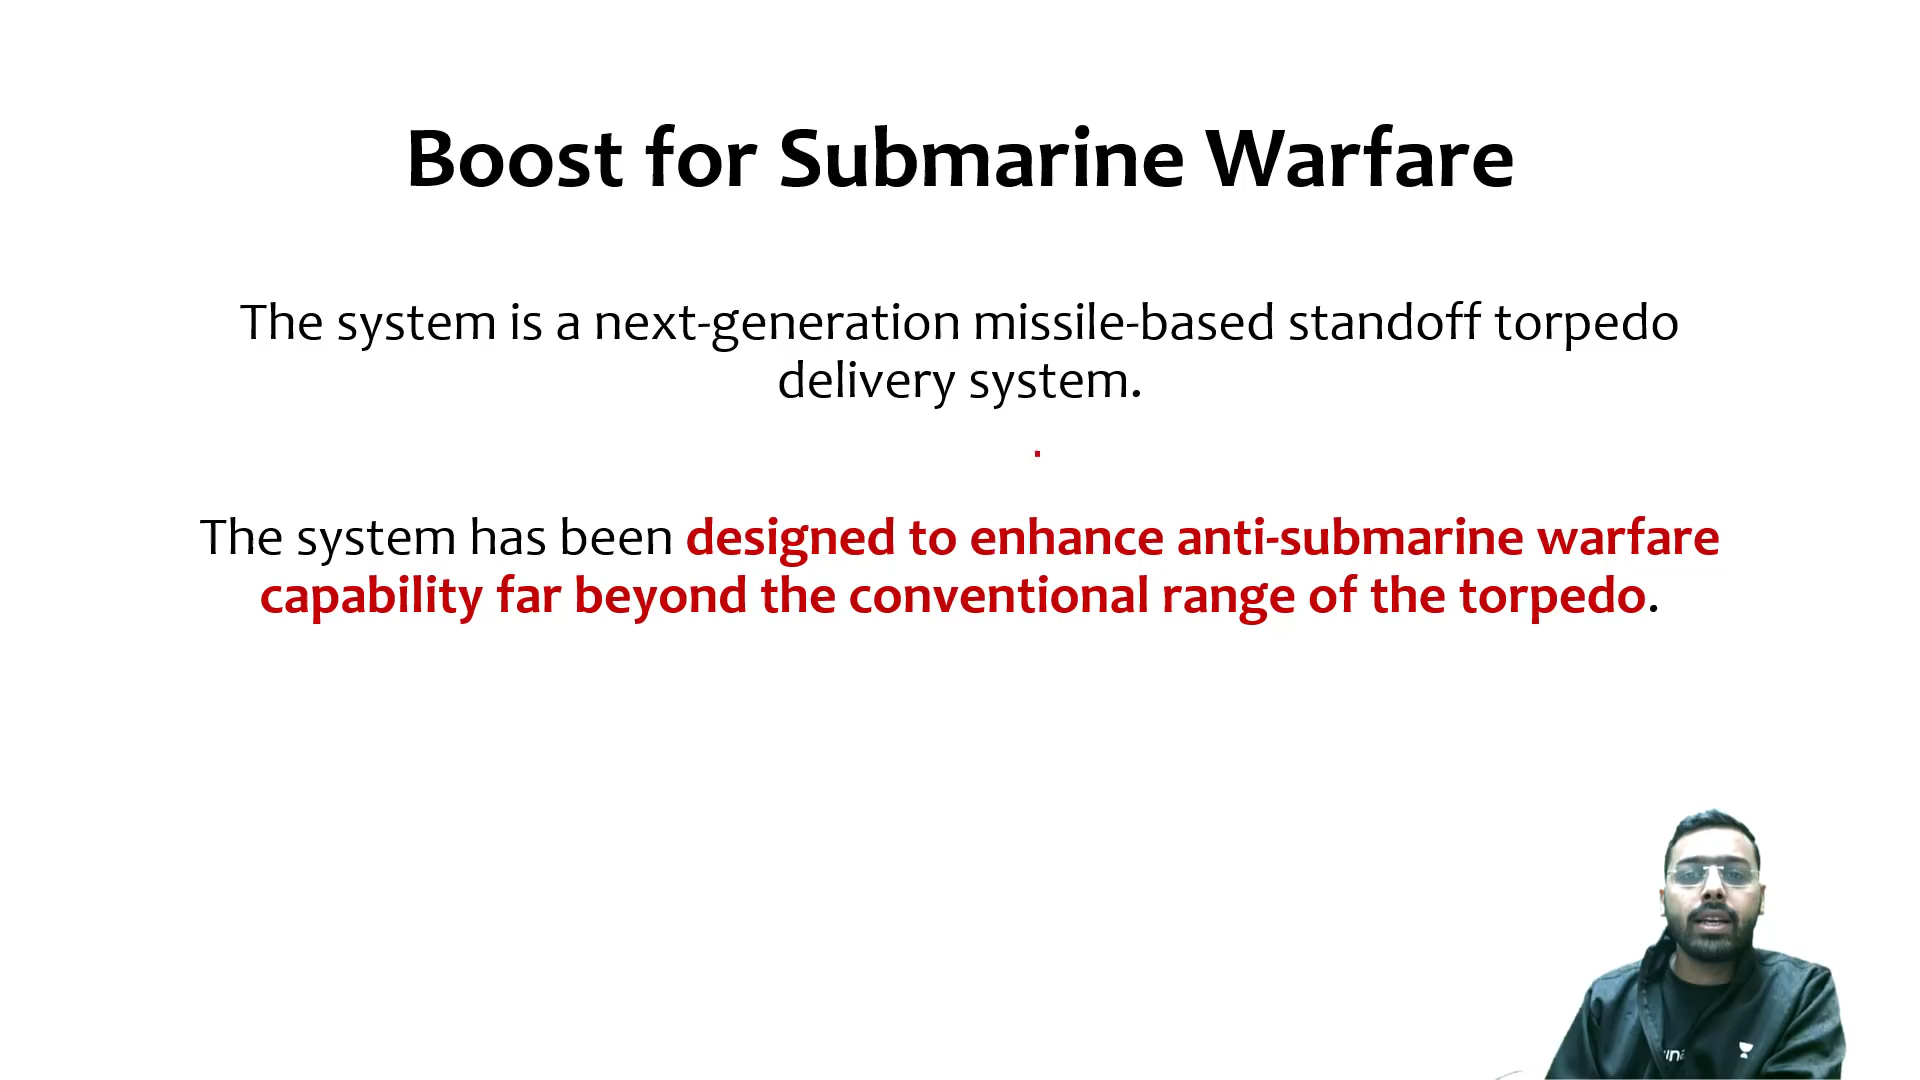 Boost for Submarine Warfare
The system is a next-generation missile-based standoff torpedo
delivery system.
The system has been designed to enhance anti-submarine warfare
capability far beyond the conventional range of the torpedo.